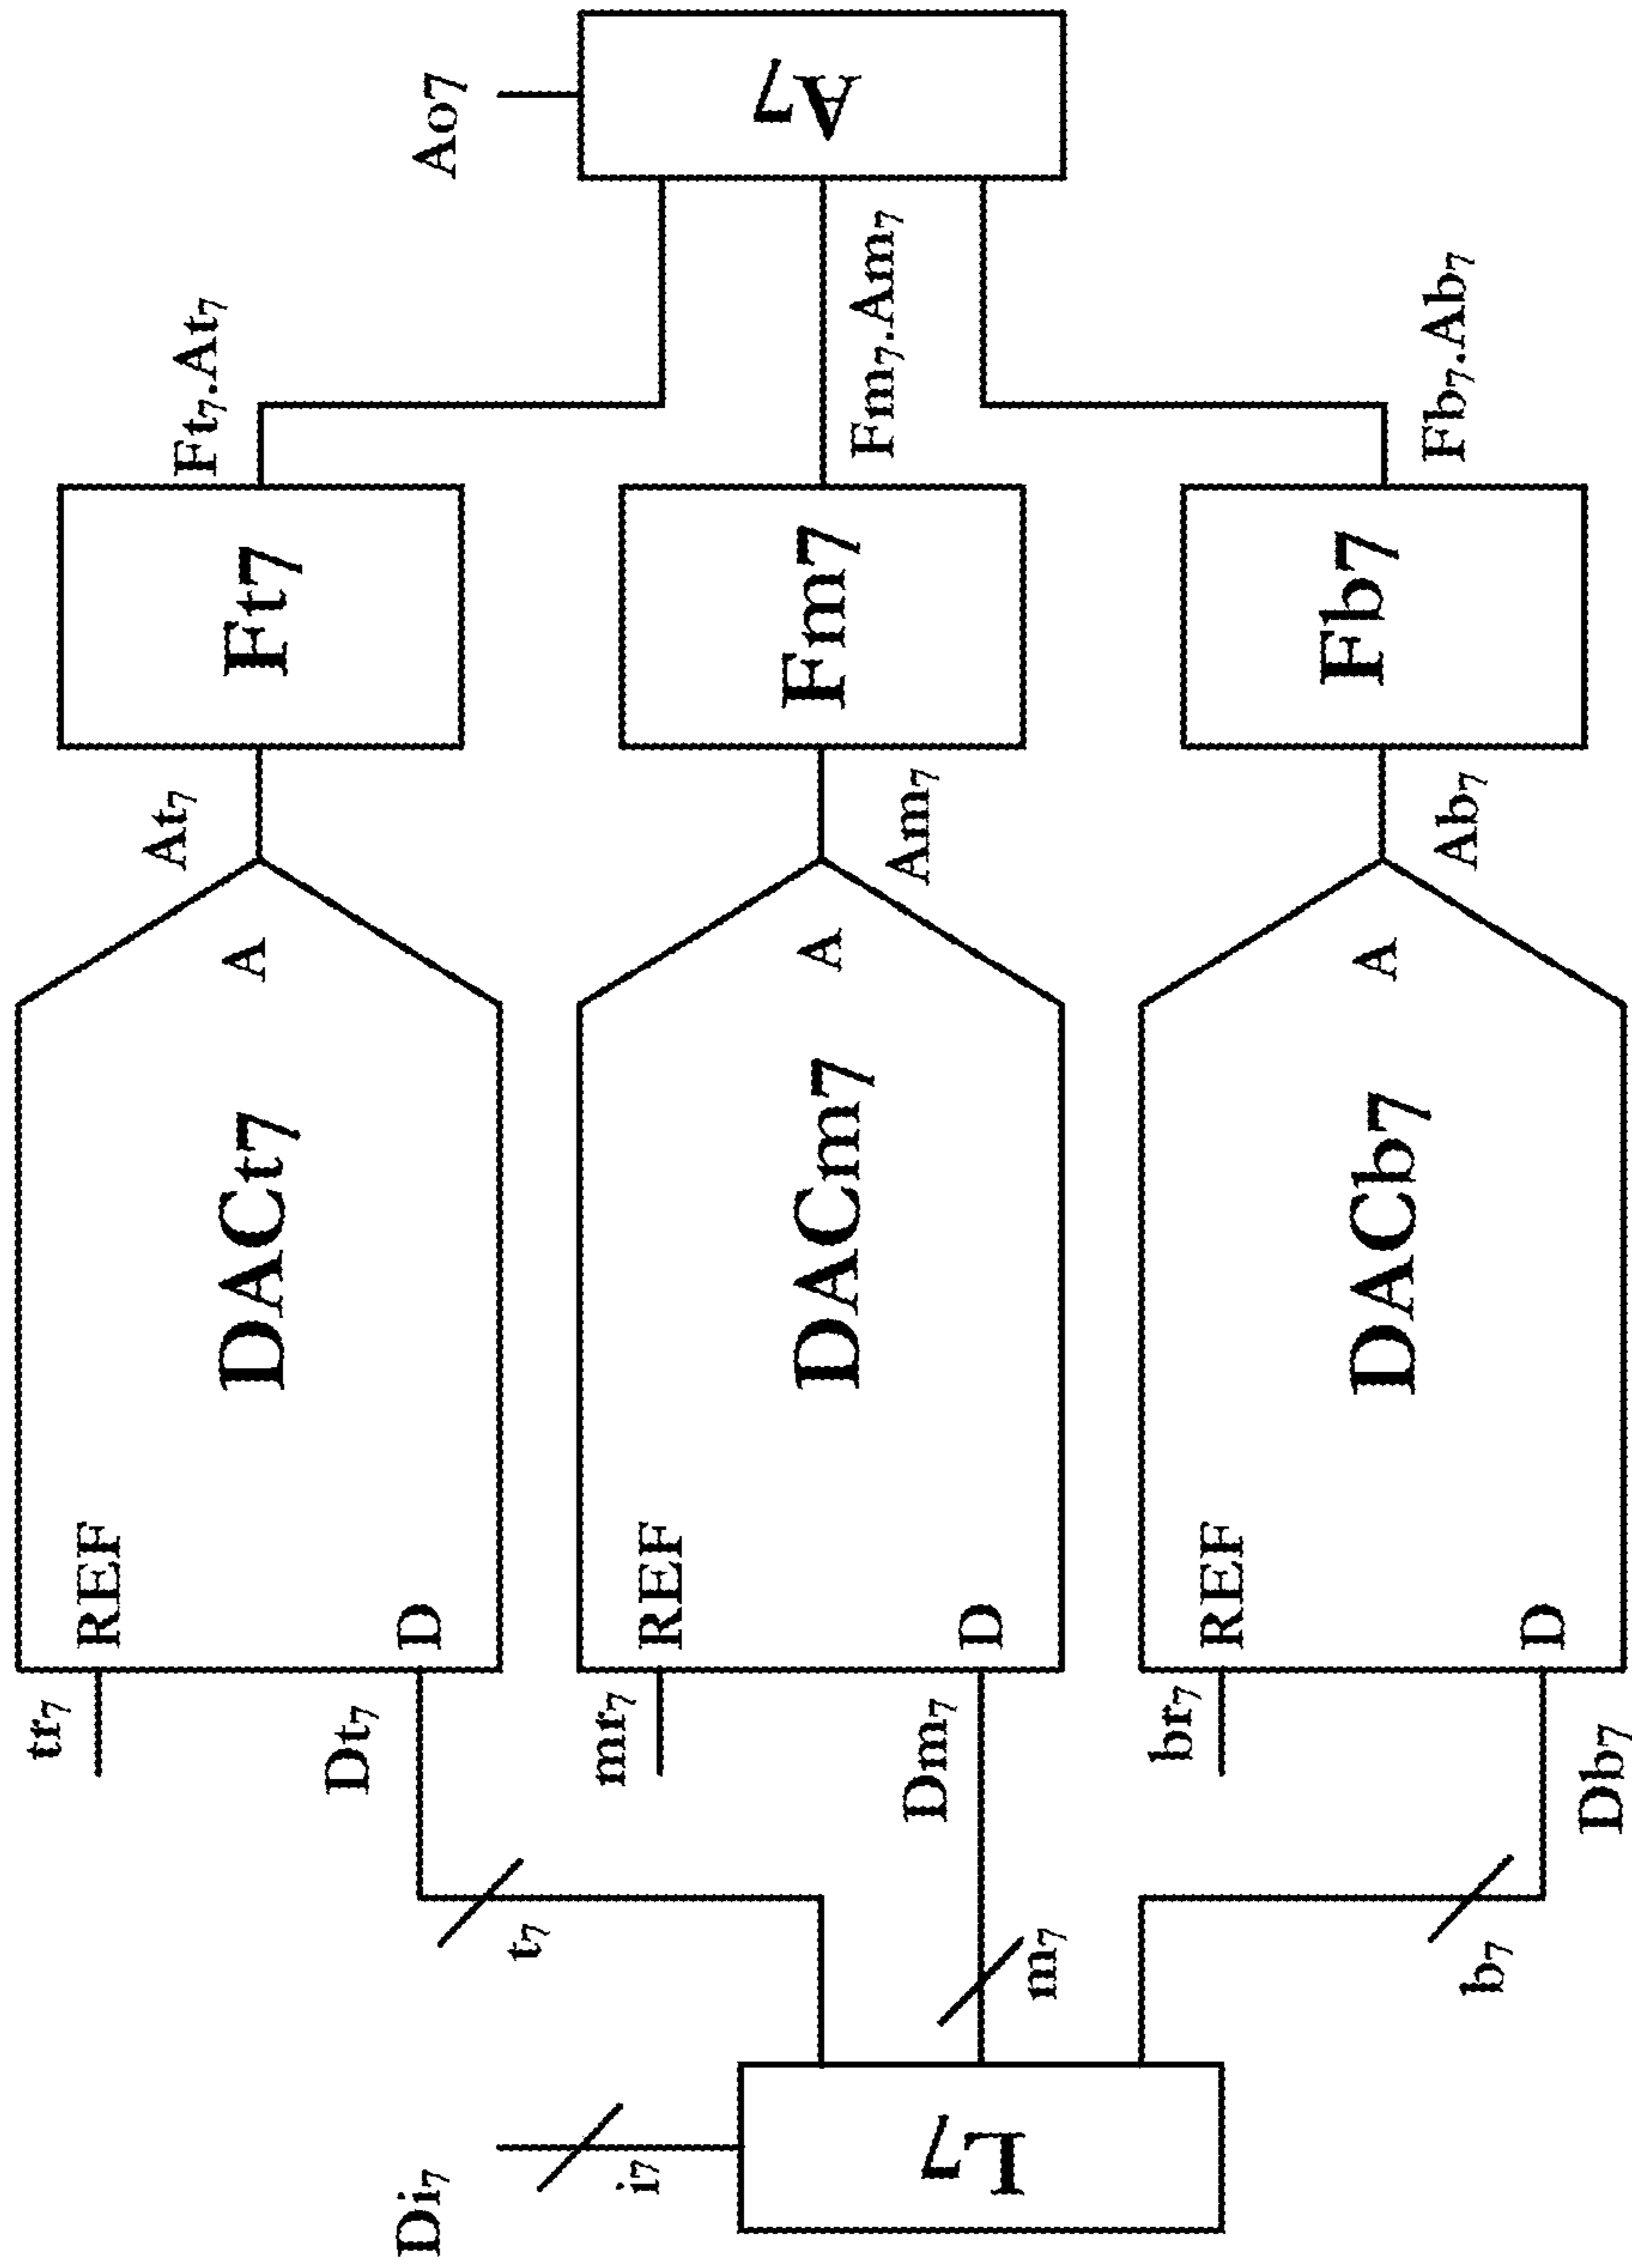 Ao7
A7
Ft7.At7
Fm7.Am7
Fb7.Ab7
Ft7
Fm7
Fb7
At7
Am7
Ab7
A
A
A
DACt7
DACm7
DACb7
REF
D
REF
D
REF
D
tr7
Dt7
mr7
Dm7
br7
Db7
t7
m7
b7
Di7
i7
L7